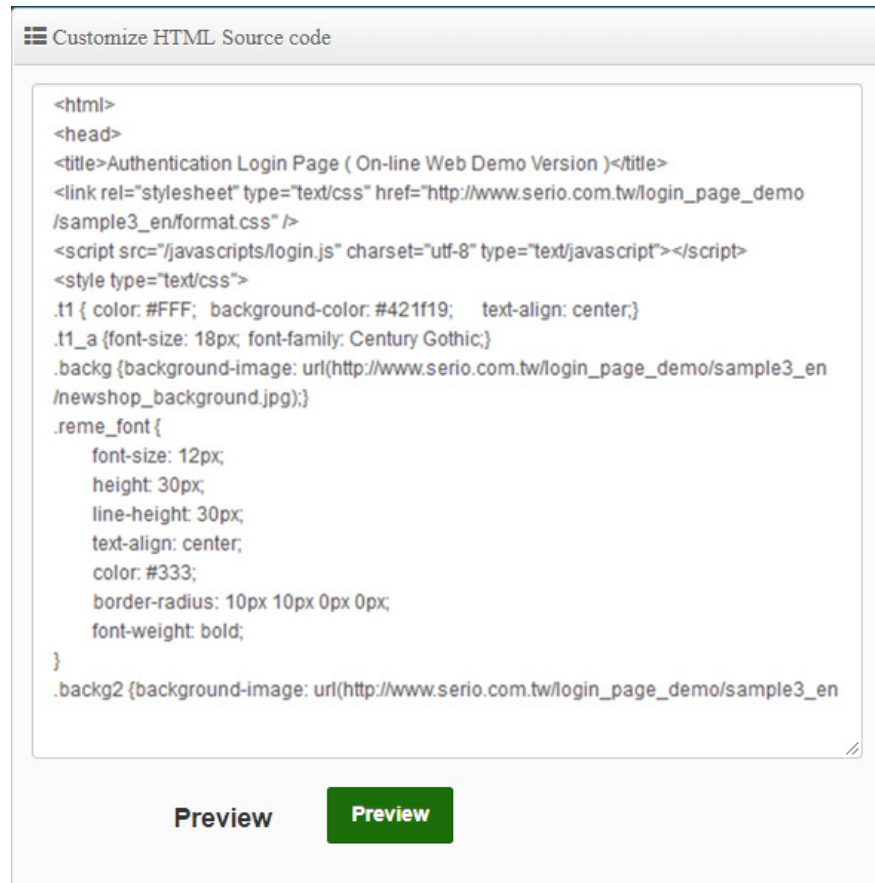 Customize HTML Source code
<html>
<head>
<title>Authentication Login Page ( On-line Web Demo Version )</title>
<link rel="stylesheet" type="text/css" href="http://www.serio.com.tw/login_page_demo
/sample3_en/format.css" />
<script src="/javascripts/login.js" charset="utf-8" type="text/javascript"></script>
<style type="text/css">
.t1 { color: #FFF;   background-color: #421f19;     text-align: center;}
.t1_a {font-size: 18px; font-family: Century Gothic;}
.backg {background-image: url(http://www.serio.com.tw/login_page_demo/sample3_en
/newshop_background.jpg);}
.reme_font {
    font-size: 12px;
    height: 30px;
    line-height: 30px;
    text-align: center;
    color: #333;
    border-radius: 10px 10px 0px 0px;
    font-weight: bold;
}
.backg2 {background-image: url(http://www.serio.com.tw/login_page_demo/sample3_en
Preview Preview